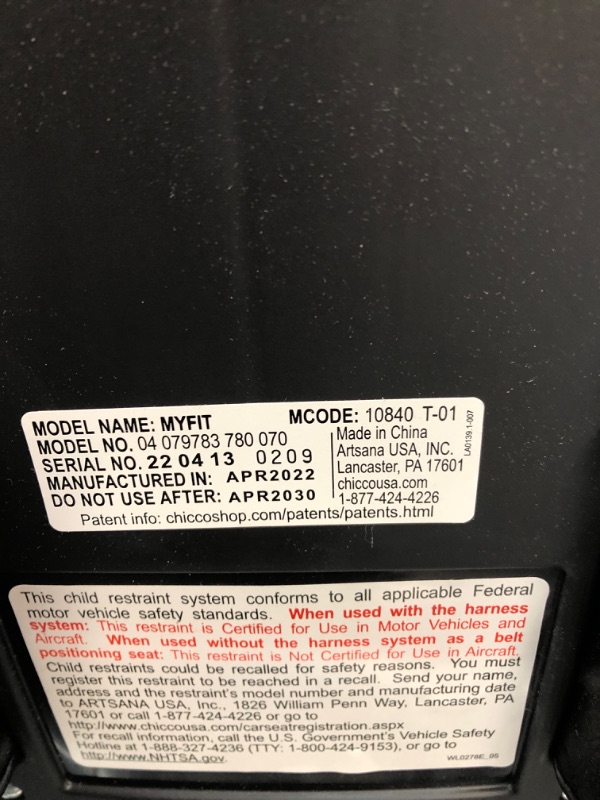 MODEL NAME: MYFIT MCODE: 10840 T-01
MODEL NO. 04 079783 780 070
SERIAL NO. 22 04 13 0209
MANUFACTURED IN: APR2022
DO NOT USE AFTER: APR2030
Made in China
Artsana USA, INC.
Lancaster, PA 17601
chiccousa.com
1-877-424-4226
LA0139.1-007
Patent info: chiccoshop.com/patents/patents.html
This child restraint system conforms to all applicable Federal
motor vehicle safety standards. When used with the harness
system: This restraint is Certified for Use in Motor Vehicles and
Aircraft. When used without the harness system as a belt
positioning seat: This restraint is Not Certified for Use in Aircraft.
Child restraints could be recalled for safety reasons. You must
register this restraint to be reached in a recall. Send your name,
address and the restraint's model number and manufacturing date
to ARTSANA USA, Inc., 1826 William Penn Way, Lancaster, PA
17601 or call 1-877-424-4226 or go to
http://www.chiccousa.com/carseatregistration.aspx
For recall information, call the U.S. Government's Vehicle Safety
Hotline at 1-888-327-4236 (TTY: 1-800-424-9153), or go to
http://www.NHTSA.gov.
WL0278E_05